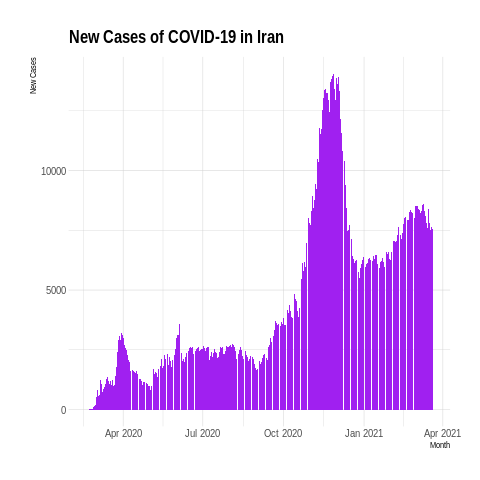 New Cases of COVID-19 in Iran
New Cases
10000
5000
0
Apr 2020 Jul 2020 Oct 2020 Jan 2021 Apr 2021
Month